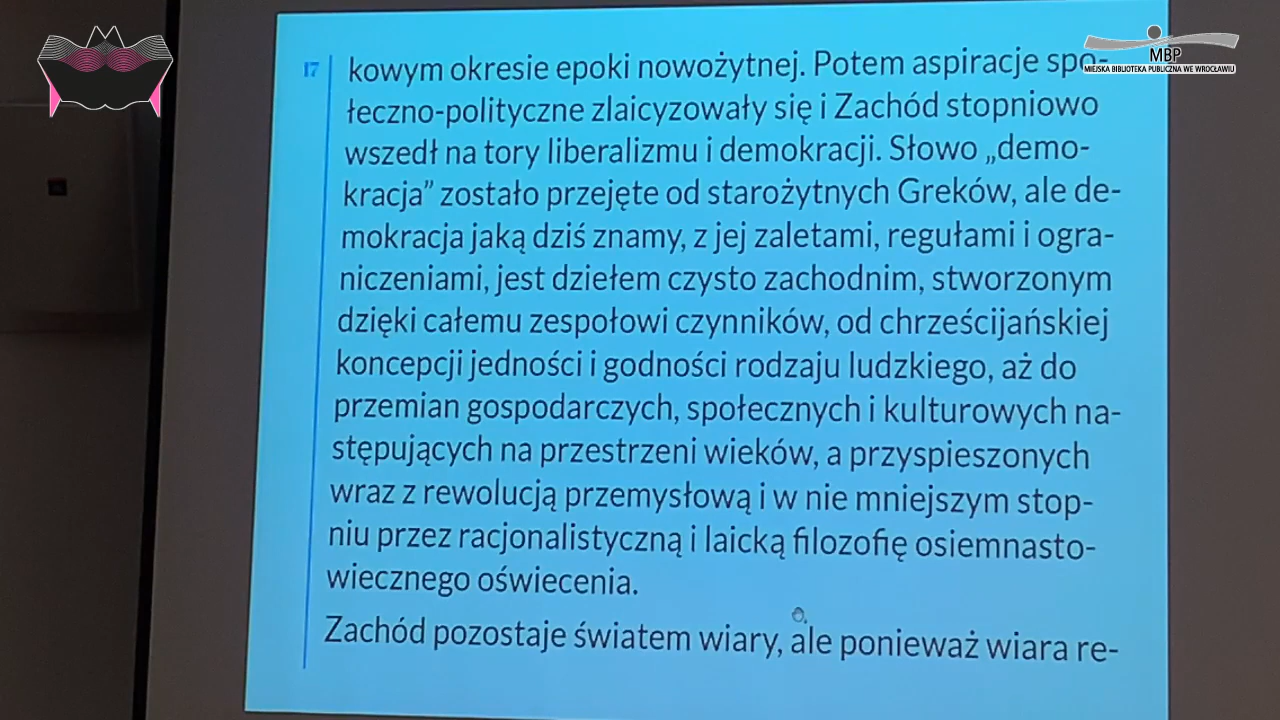 17
kowym okresie epoki nowożytnej. Potem aspiracje spo-
łeczno-polityczne zlaicyzowały się i Zachód stopniowo
wszedł na tory liberalizmu i demokracji. Słowo „demo-
kracja” zostało przejęte od starożytnych Greków, ale de-
mokracja jaką dziś znamy, z jej zaletami, regułami i ogra-
niczeniami, jest dziełem czysto zachodnim, stworzonym
dzięki całemu zespołowi czynników, od chrześcijańskiej
koncepcji jedności i godności rodzaju ludzkiego, aż do
przemian gospodarczych, społecznych i kulturowych na-
stępujących na przestrzeni wieków, a przyspieszonych
wraz z rewolucją przemysłową i w nie mniejszym stop-
niu przez racjonalistyczną i laicką filozofię osiemnasto-
wiecznego oświecenia.
Zachód pozostaje światem wiary, ale ponieważ wiara re-
MBP
MIEJSKA BIBLIOTEKA PUBLICZNA WE WROCŁAWIU